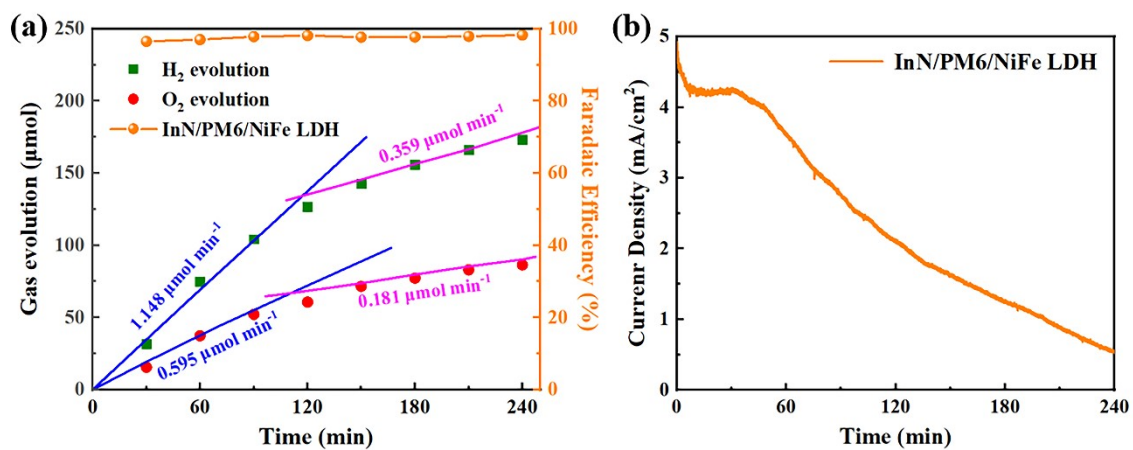 (a)
250
200
150
100
50
0
Gas evolution (μmol)
H2 evolution
O2 evolution
InN/PM6/NiFe LDH
1.148 μmol min-1
0.595 μmol min-1
0.359 μmol min-1
0.181 μmol min-1
100
80
60
40
20
0
Faradaic Efficiency (%)
0 60 120 180 240
Time (min)
(b)
5
4
3
2
1
0
Currenr Density (mA/cm2)
InN/PM6/NiFe LDH
0 60 120 180 240
Time (min)